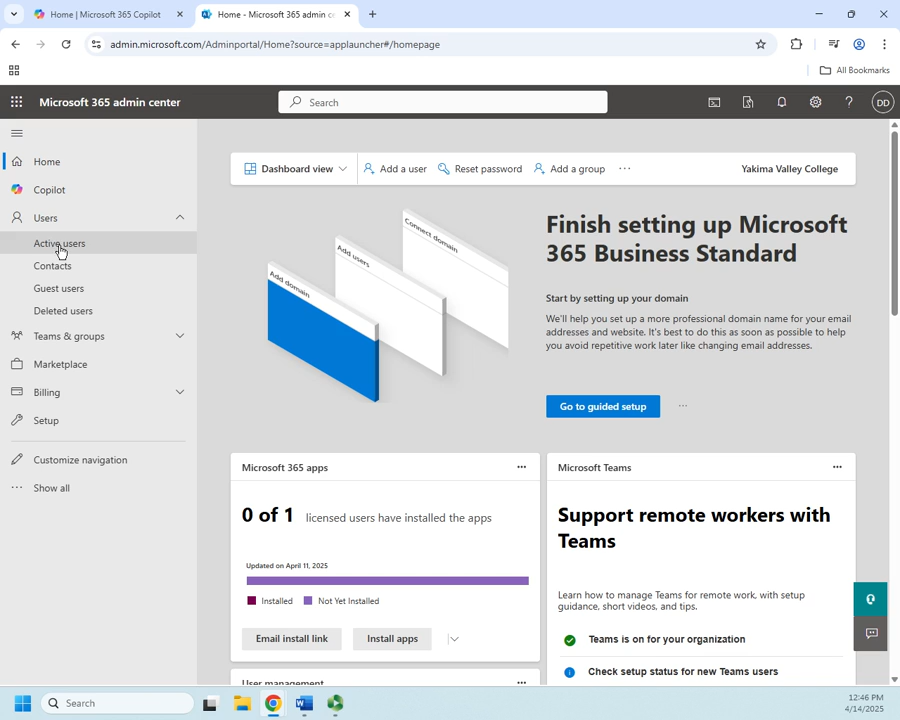 Home | Microsoft 365 Copilot
Home - Microsoft 365 admin ce
admin.microsoft.com/Adminportal/Home?source=applauncher#/homepage
All Bookmarks
Microsoft 365 admin center
Search
DD
Home
Copilot
Users
Active users
Contacts
Guest users
Deleted users
Teams & groups
Marketplace
Billing
Setup
Customize navigation
Show all
Dashboard view
Add a user
Reset password
Add a group
Yakima Valley College
Connect domain
Add users
Add domain
Finish setting up Microsoft
365 Business Standard
Start by setting up your domain
We'll help you set up a more professional domain name for your email
addresses and website. It's best to do this as soon as possible to help
you avoid repetitive work later like changing email addresses.
Go to guided setup
Microsoft 365 apps
0 of 1 licensed users have installed the apps
Updated on April 11, 2025
Installed
Not Yet Installed
Email install link
Install apps
User management
Microsoft Teams
Support remote workers with
Teams
Learn how to manage Teams for remote work, with setup
guidance, short videos, and tips.
Teams is on for your organization
Check setup status for new Teams users
Search
12:46 PM
4/14/2025